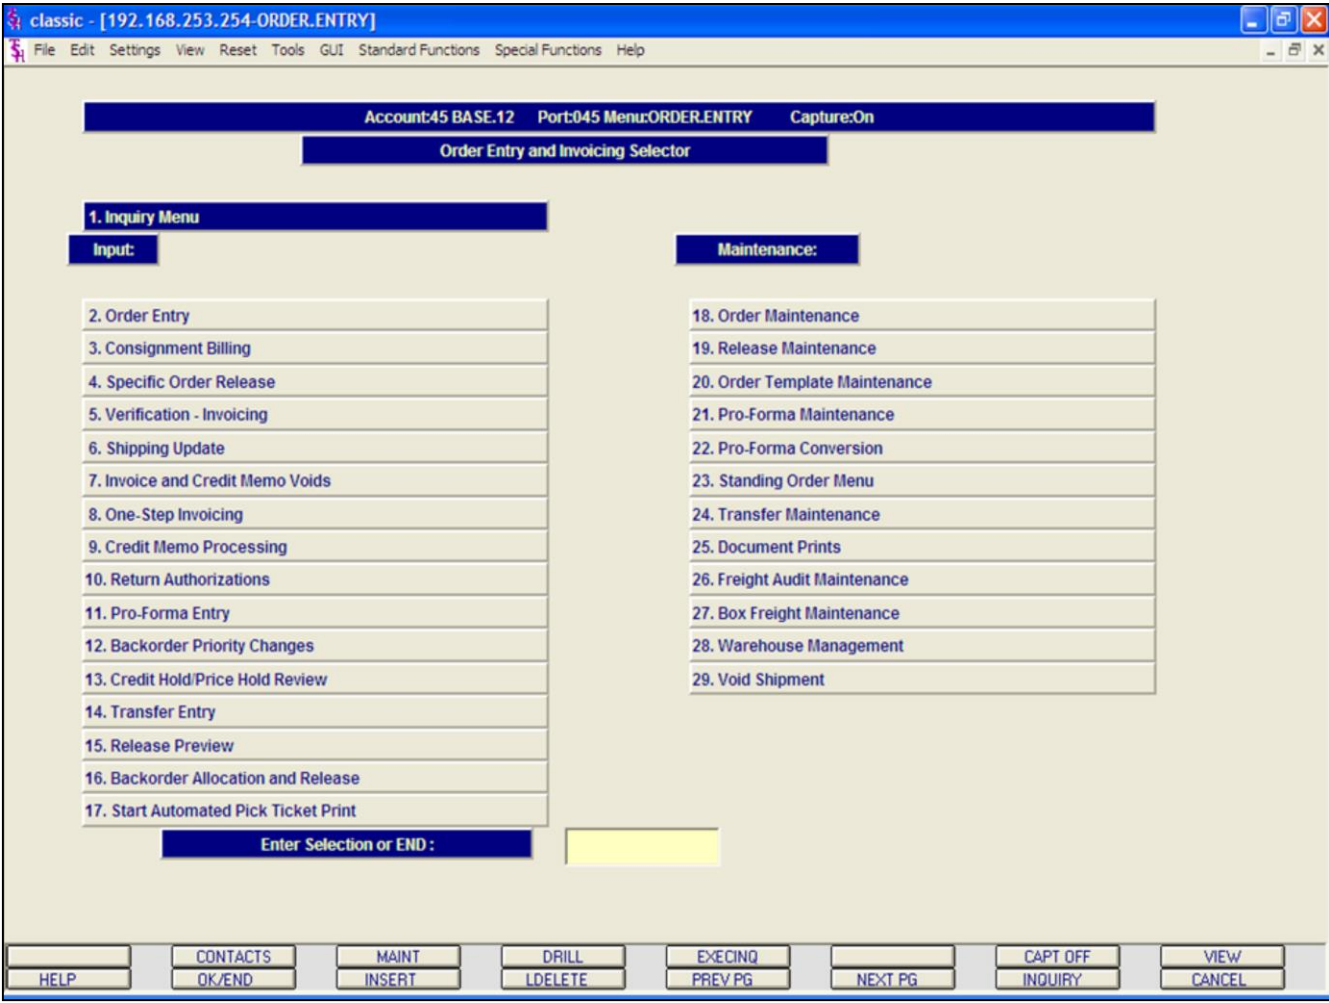 classic - [192.168.253.254-ORDER.ENTRY]
File Edit Settings View Reset Tools GUI Standard Functions Special Functions Help
Account:45 BASE.12 Port:045 Menu:ORDER.ENTRY Capture:On
Order Entry and Invoicing Selector
1. Inquiry Menu
Input:
2. Order Entry
3. Consignment Billing
4. Specific Order Release
5. Verification - Invoicing
6. Shipping Update
7. Invoice and Credit Memo Voids
8. One-Step Invoicing
9. Credit Memo Processing
10. Return Authorizations
11. Pro-Forma Entry
12. Backorder Priority Changes
13. Credit Hold/Price Hold Review
14. Transfer Entry
15. Release Preview
16. Backorder Allocation and Release
17. Start Automated Pick Ticket Print
Maintenance:
18. Order Maintenance
19. Release Maintenance
20. Order Template Maintenance
21. Pro-Forma Maintenance
22. Pro-Forma Conversion
23. Standing Order Menu
24. Transfer Maintenance
25. Document Prints
26. Freight Audit Maintenance
27. Box Freight Maintenance
28. Warehouse Management
29. Void Shipment
Enter Selection or END :
CONTACTS MAINT DRILL EXECINQ CAPT OFF VIEW
HELP OK/END INSERT LDELETE PREV PG NEXT PG INQUIRY CANCEL